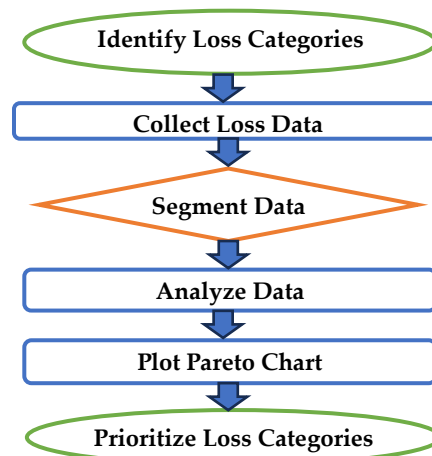 Identify Loss Categories
Collect Loss Data
Segment Data
Analyze Data
Plot Pareto Chart
Prioritize Loss Categories